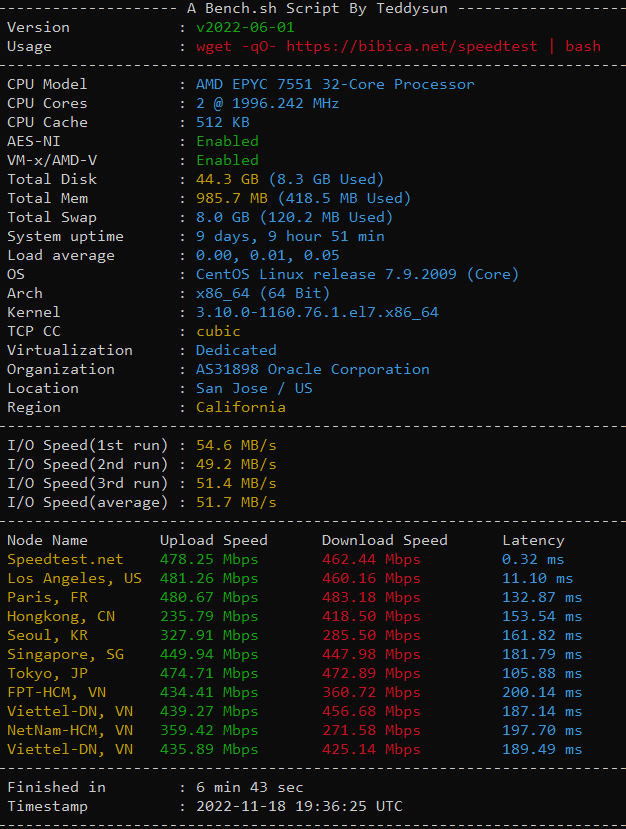 -------------------- A Bench.sh Script By Teddysun -------------------
Version            : v2022-06-01
Usage              : wget -qO- https://bibica.net/speedtest | bash
----------------------------------------------------------------------
CPU Model          : AMD EPYC 7551 32-Core Processor
CPU Cores          : 2 @ 1996.242 MHz
CPU Cache          : 512 KB
AES-NI             : Enabled
VM-x/AMD-V         : Enabled
Total Disk         : 44.3 GB (8.3 GB Used)
Total Mem          : 985.7 MB (418.5 MB Used)
Total Swap         : 8.0 GB (120.2 MB Used)
System uptime      : 9 days, 9 hour 51 min
Load average       : 0.00, 0.01, 0.05
OS                 : CentOS Linux release 7.9.2009 (Core)
Arch               : x86_64 (64 Bit)
Kernel             : 3.10.0-1160.76.1.el7.x86_64
TCP CC             : cubic
Virtualization     : Dedicated
Organization       : AS31898 Oracle Corporation
Location           : San Jose / US
Region             : California
----------------------------------------------------------------------
I/O Speed(1st run) : 54.6 MB/s
I/O Speed(2nd run) : 49.2 MB/s
I/O Speed(3rd run) : 51.4 MB/s
I/O Speed(average) : 51.7 MB/s
----------------------------------------------------------------------
Node Name        Upload Speed      Download Speed      Latency
Speedtest.net    478.25 Mbps       462.44 Mbps         0.32 ms
Los Angeles, US  481.26 Mbps       460.16 Mbps         11.10 ms
Paris, FR        480.67 Mbps       483.18 Mbps         132.87 ms
Hongkong, CN     235.79 Mbps       418.50 Mbps         153.54 ms
Seoul, KR        327.91 Mbps       285.50 Mbps         161.82 ms
Singapore, SG    449.94 Mbps       447.98 Mbps         181.79 ms
Tokyo, JP        474.71 Mbps       472.89 Mbps         105.88 ms
FPT-HCM, VN      434.41 Mbps       360.72 Mbps         200.14 ms
Viettel-DN, VN   439.27 Mbps       456.68 Mbps         187.14 ms
NetNam-HCM, VN   359.42 Mbps       271.58 Mbps         197.70 ms
Viettel-DN, VN   435.89 Mbps       425.14 Mbps         189.49 ms
----------------------------------------------------------------------
Finished in        : 6 min 43 sec
Timestamp          : 2022-11-18 19:36:25 UTC
----------------------------------------------------------------------